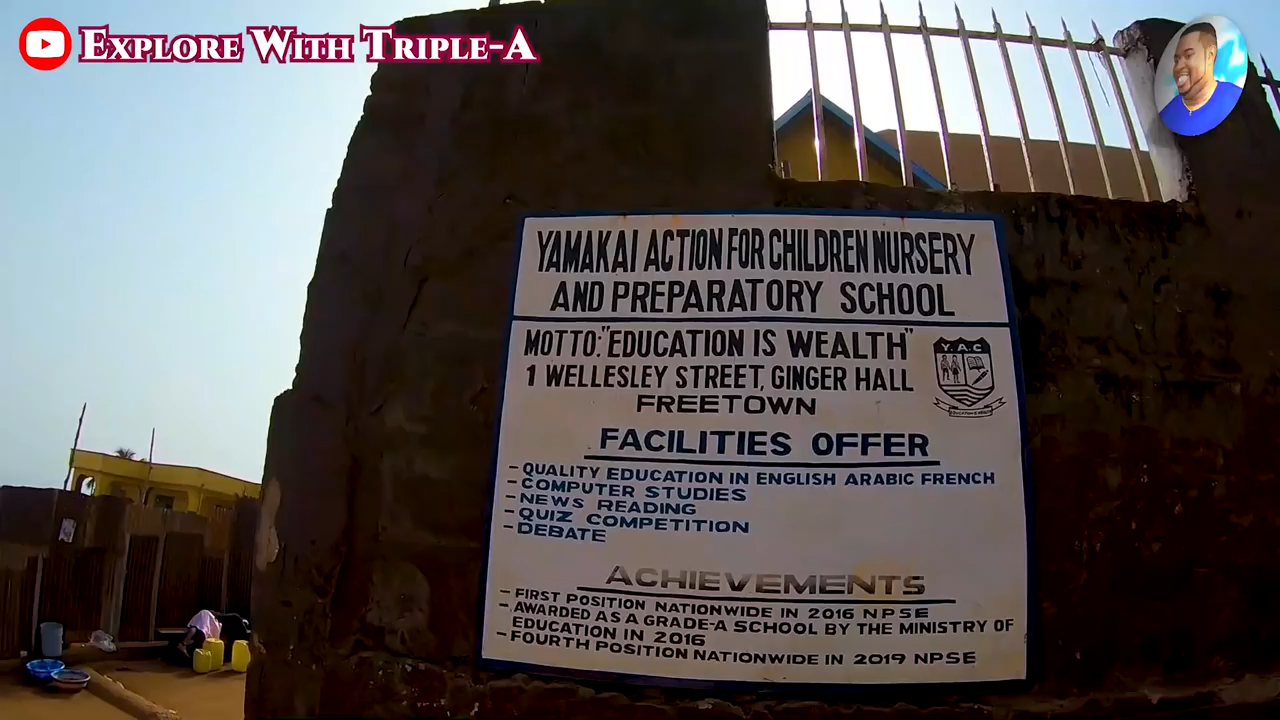 EXPLORE WITH TRIPLE-A
YAMAKAI ACTION FOR CHILDREN NURSERY
AND PREPARATORY SCHOOL
MOTTO: "EDUCATION IS WEALTH"
1 WELLESLEY STREET, GINGER HALL
FREETOWN
Y.A.C
EDUCATION IS WEALTH
FACILITIES OFFER
- QUALITY EDUCATION IN ENGLISH ARABIC FRENCH
- COMPUTER STUDIES
- NEWS READING
- QUIZ COMPETITION
- DEBATE
ACHIEVEMENTS
- FIRST POSITION NATIONWIDE IN 2016 NPSE
- AWARDED AS A GRADE-A SCHOOL BY THE MINISTRY OF
EDUCATION IN 2016
- FOURTH POSITION NATIONWIDE IN 2019 NPSE